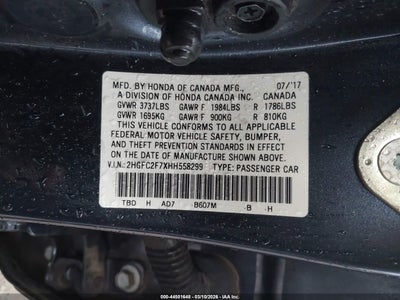 MFD. BY HONDA OF CANADA MFG., 07/'17
A DIVISION OF HONDA CANADA INC. CANADA
GVWR 3737LBS GAWR F 1984LBS R 1786LBS
GVWR 1695KG GAWR F 900KG R 810KG
THIS VEHICLE CONFORMS TO ALL APPLICABLE
FEDERAL MOTOR VEHICLE SAFETY, BUMPER,
AND THEFT PREVENTION STANDARDS IN EFFECT
ON THE DATE OF MANUFACTURE SHOWN ABOVE.
V.I.N.: 2HGFC2F7XHH558299 TYPE: PASSENGER CAR
TBD H AD7 B607M -B -H
000-44501648 - 03/10/2026 - IAAI.COM